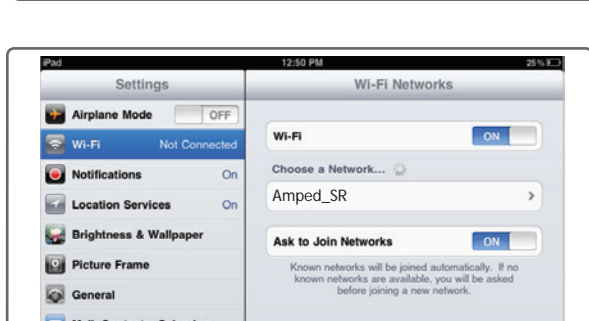 iPad 12:50 PM 25%
Settings
Wi-Fi Networks
Airplane Mode OFF
Wi-Fi Not Connected
Notifications On
Location Services On
Brightness & Wallpaper
Picture Frame
General
Wi-Fi ON
Choose a Network...
Amped_SR
Ask to Join Networks ON
Known networks will be joined automatically. If no
known networks are available, you will be asked
before joining a new network.